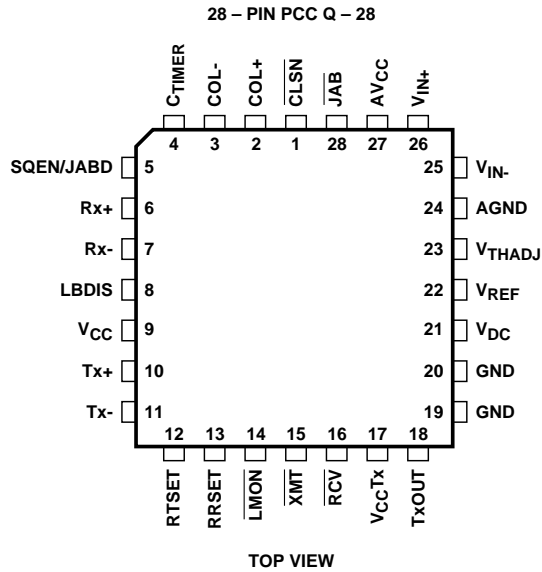 28 – PIN PCC Q – 28
CTIMER COL- COL+ CLSN JAB AVCC VIN+
4 3 2 1 28 27 26
SQEN/JABD 5 25 VIN-
Rx+ 6 24 AGND
Rx- 7 23 VTHADJ
LBDIS 8 22 VREF
VCC 9 21 VDC
Tx+ 10 20 GND
Tx- 11 19 GND
12 13 14 15 16 17 18
RTSET RRSET LMON XMT RCV VCCTx TxOUT
TOP VIEW